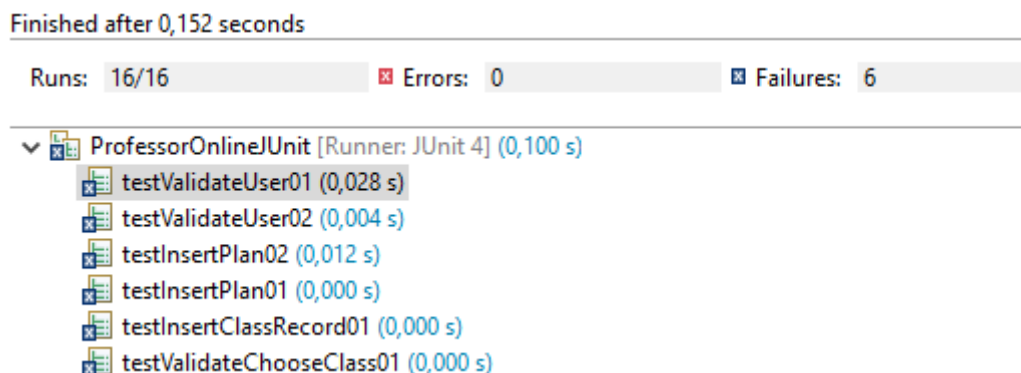 Finished after 0,152 seconds
Runs: 16/16 Errors: 0 Failures: 6
ProfessorOnlineJUnit [Runner: JUnit 4] (0,100 s)
testValidateUser01 (0,028 s)
testValidateUser02 (0,004 s)
testInsertPlan02 (0,012 s)
testInsertPlan01 (0,000 s)
testInsertClassRecord01 (0,000 s)
testValidateChooseClass01 (0,000 s)